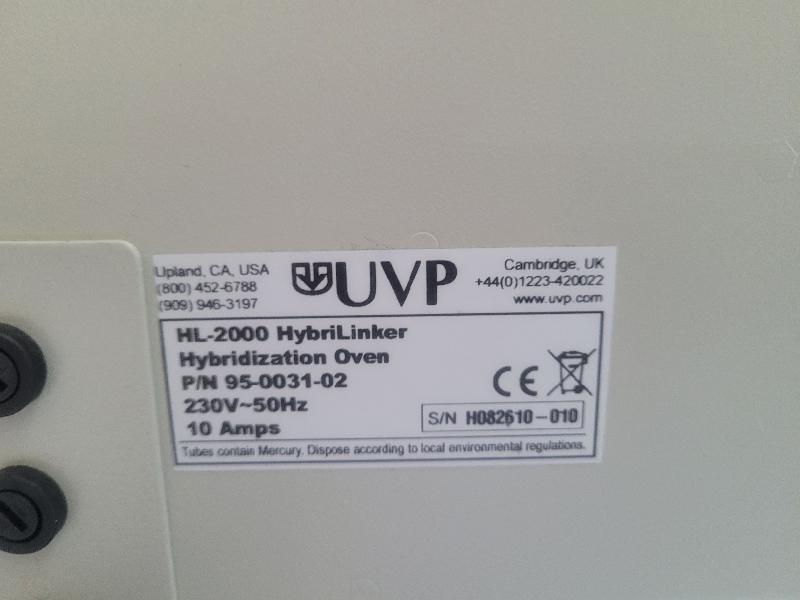 Upland, CA, USA
(800) 452-6788
(909) 946-3197
UVP
Cambridge, UK
+44(0)1223-420022
www.uvp.com
HL-2000 HybriLinker
Hybridization Oven
P/N 95-0031-02
230V~50Hz
10 Amps
CE
S/N H082610-010
Tubes contain Mercury. Dispose according to local environmental regulations.